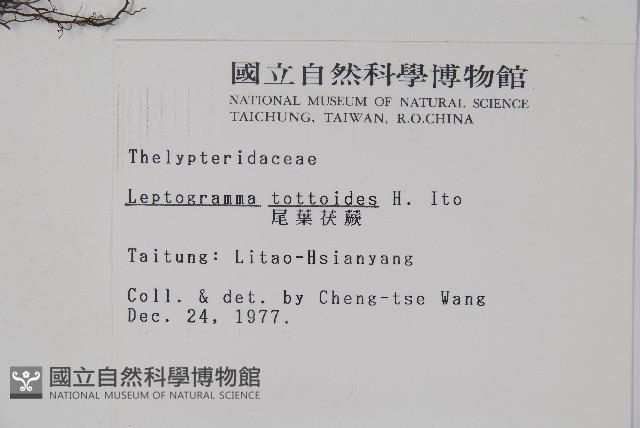 國立自然科學博物館
NATIONAL MUSEUM OF NATURAL SCIENCE
TAICHUNG, TAIWAN, R.O.CHINA
Thelypteridaceae
Leptogramma tottoides H. Ito
尾葉茯蕨
Taitung: Litao-Hsianyang
Coll. & det. by Cheng-tse Wang
Dec. 24, 1977.
國立自然科學博物館
NATIONAL MUSEUM OF NATURAL SCIENCE